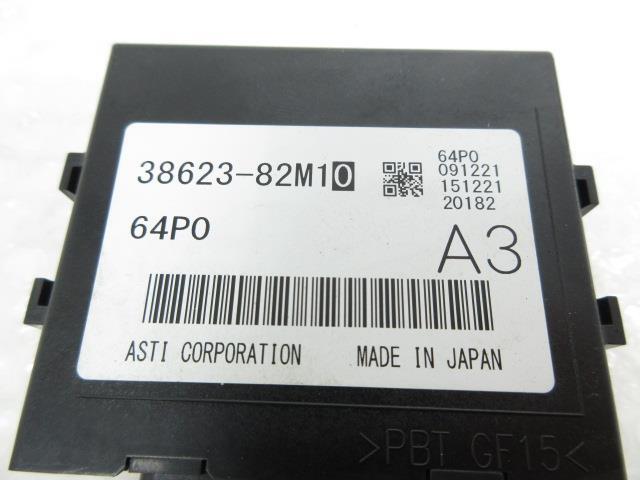 38623-82M10
64P0
64P0
091221
151221
20182
A3
ASTI CORPORATION MADE IN JAPAN
>PBT GF15<